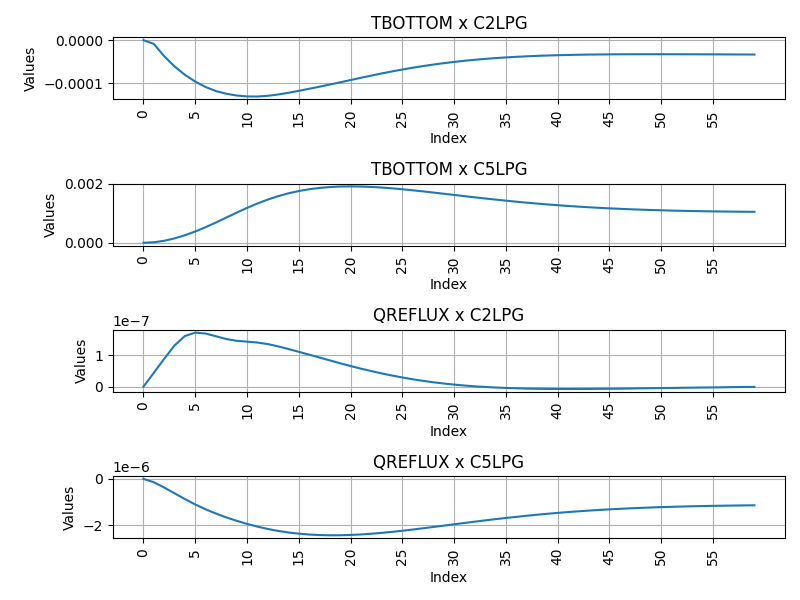 TBOTTOM x C2LPG
0.0000
−0.0001
Values
0 5 10 15 20 25 30 35 40 45 50 55
Index
TBOTTOM x C5LPG
0.002
0.000
Values
0 5 10 15 20 25 30 35 40 45 50 55
Index
QREFLUX x C2LPG
1e−7
1
0
Values
0 5 10 15 20 25 30 35 40 45 50 55
Index
QREFLUX x C5LPG
1e−6
0
−2
Values
0 5 10 15 20 25 30 35 40 45 50 55
Index